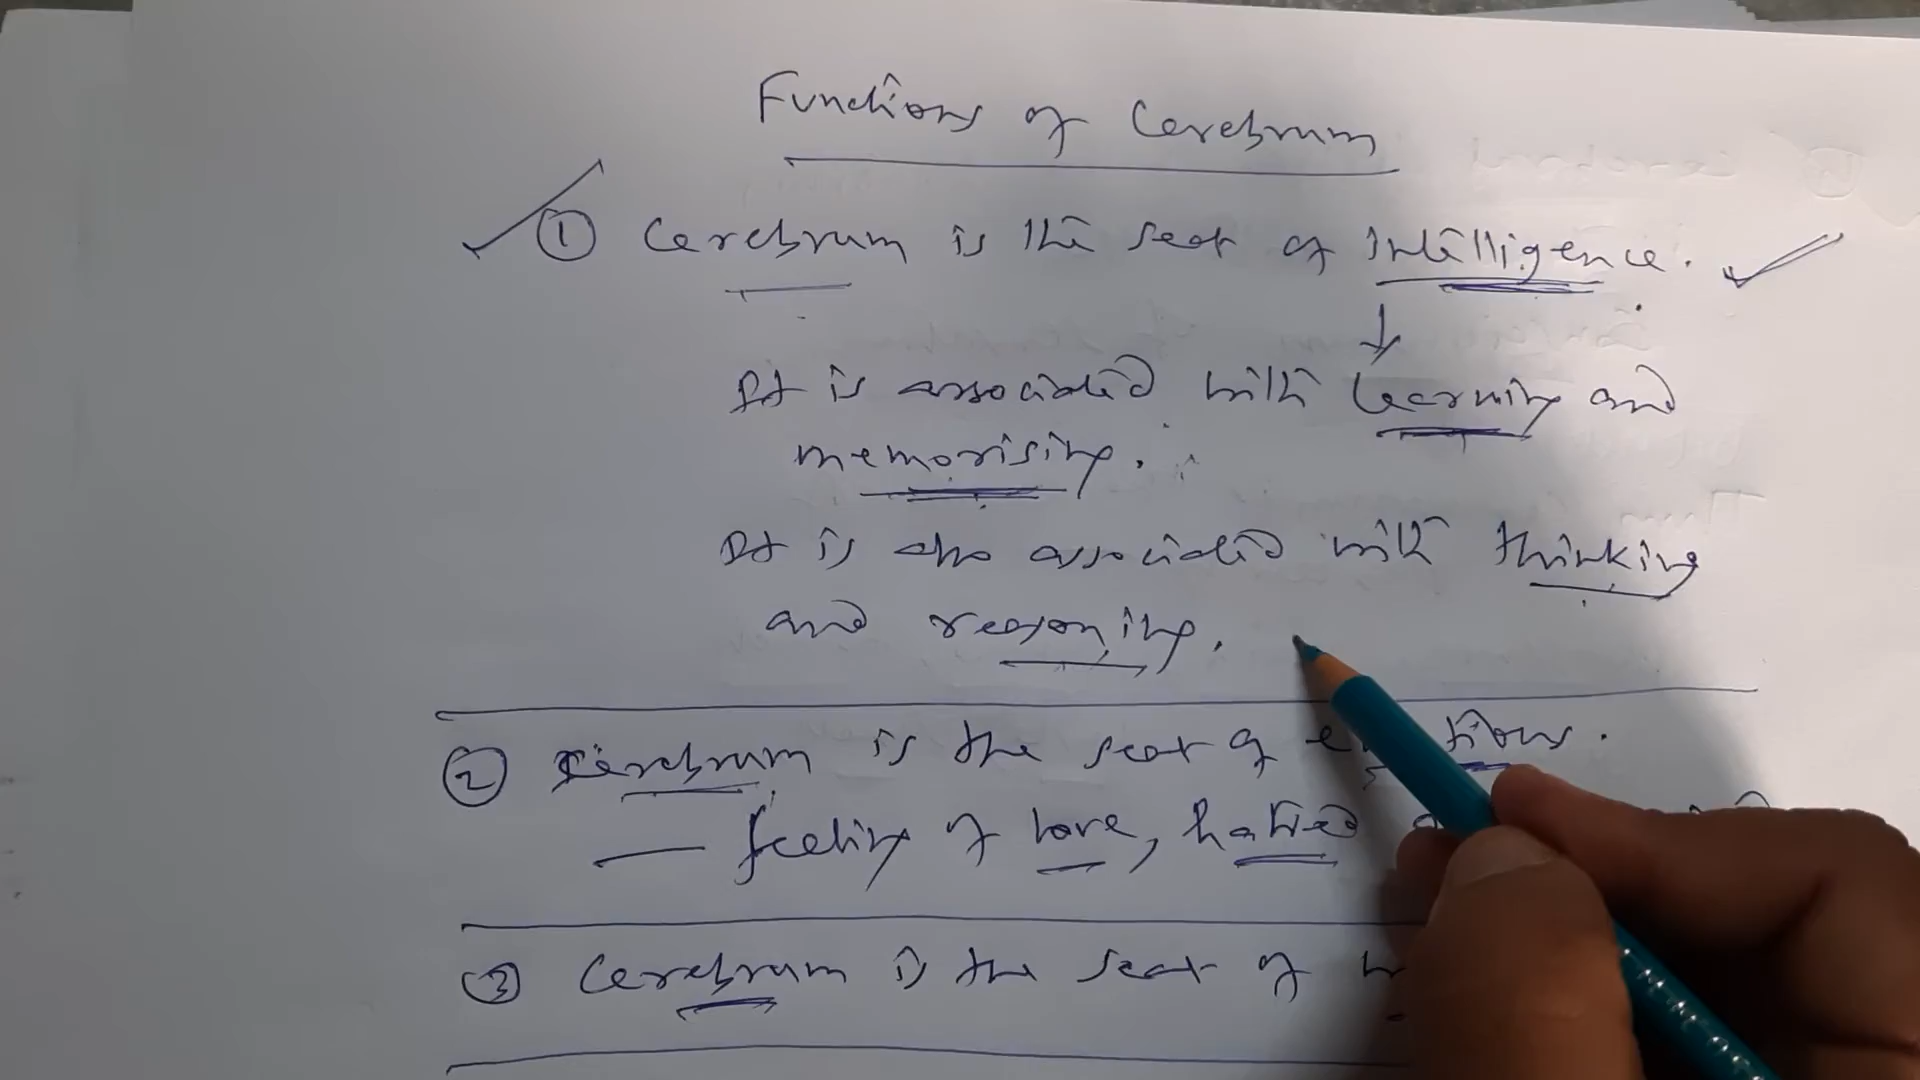 Functions of Cerebrum
① Cerebrum is the seat of Intelligence.
It is associated with learning and
memorising.
It is also associated with thinking
and reasoning.
② Cerebrum is the seat of
— feeling of love, hatred
③ Cerebrum is the seat of